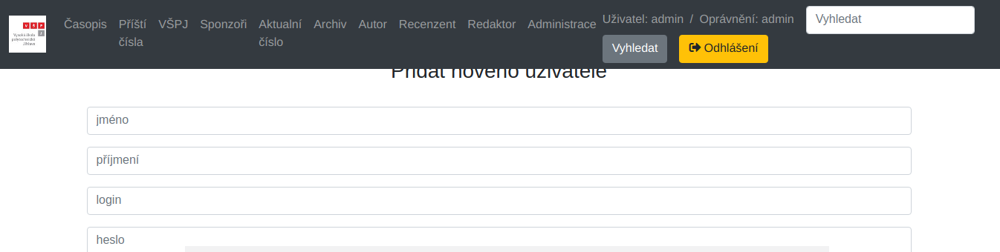 VŠPJ
Vysoká škola
polytechnická
Jihlava
Časopis
Příští
čísla
VŠPJ
Sponzoři
Aktualní
číslo
Archiv
Autor
Recenzent
Redaktor
Administrace
Uživatel: admin / Oprávnění: admin
Vyhledat
Vyhledat
Odhlášení
Přidat nového uživatele
jméno
příjmení
login
heslo